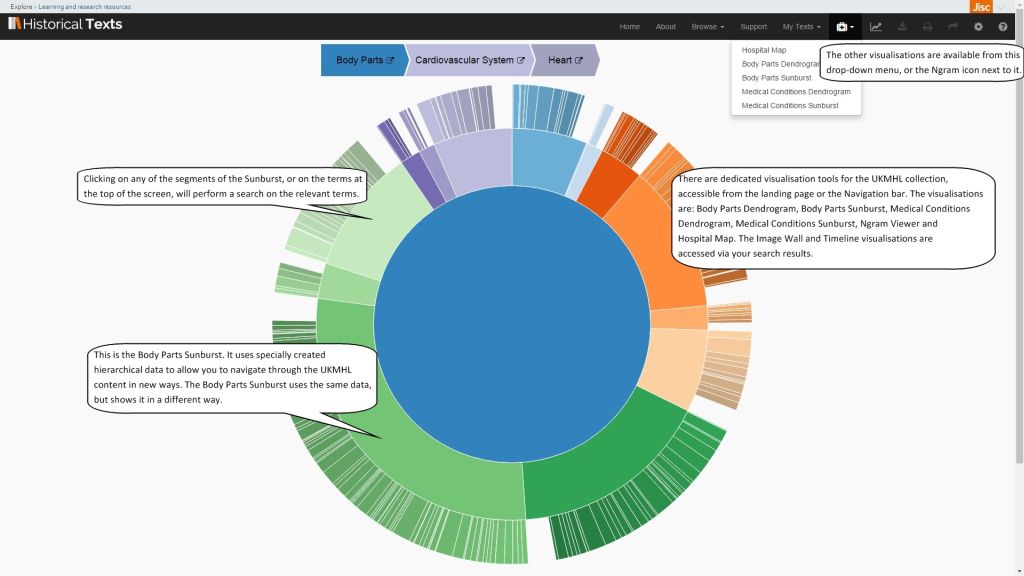 Explore » Learning and research resources
Jisc
Historical Texts
Home About Browse Support My Texts
Body Parts Cardiovascular System Heart
Hospital Map
Body Parts Dendrogram
Body Parts Sunburst
Medical Conditions Dendrogram
Medical Conditions Sunburst
The other visualisations are available from this
drop-down menu, or the Ngram icon next to it.
Clicking on any of the segments of the Sunburst, or on the terms at
the top of the screen, will perform a search on the relevant terms.
There are dedicated visualisation tools for the UKMHL collection,
accessible from the landing page or the Navigation bar. The visualisations
are: Body Parts Dendrogram, Body Parts Sunburst, Medical Conditions
Dendrogram, Medical Conditions Sunburst, Ngram Viewer and
Hospital Map. The Image Wall and Timeline visualisations are
accessed via your search results.
This is the Body Parts Sunburst. It uses specially created
hierarchical data to allow you to navigate through the UKMHL
content in new ways. The Body Parts Sunburst uses the same data,
but shows it in a different way.